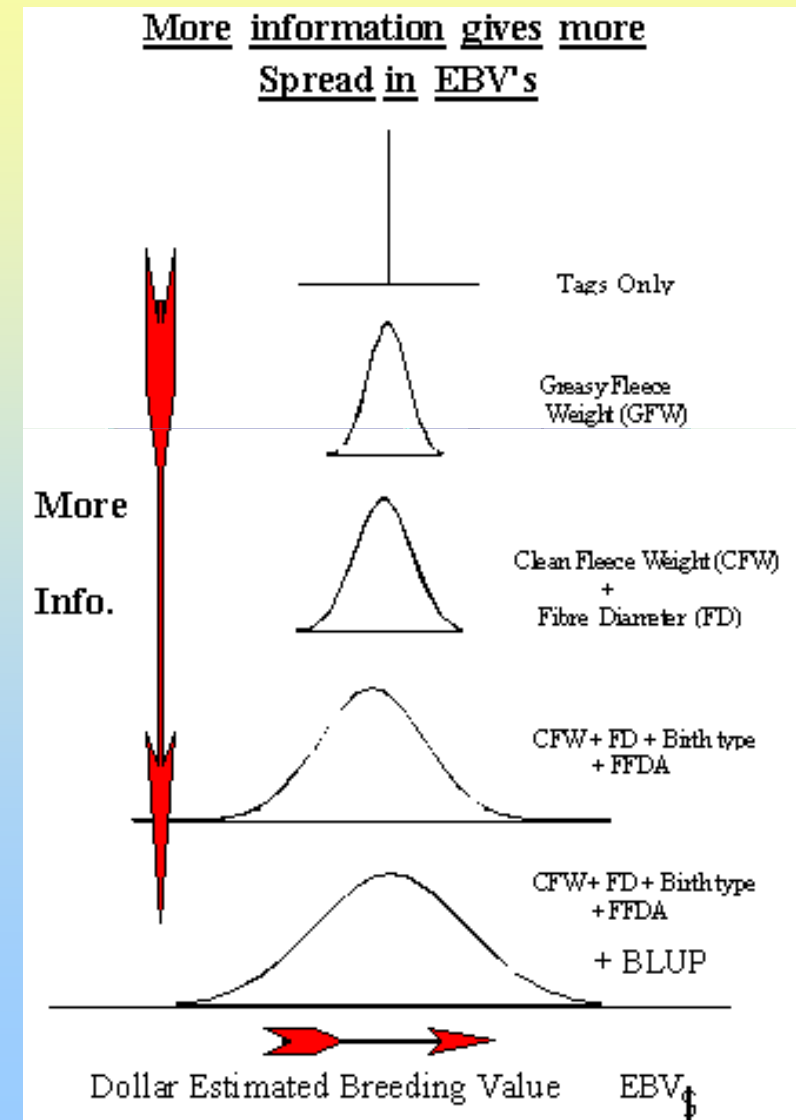 More information gives more
Spread in EBV's
Tags Only
Greasy Fleece
Weight (GFW)
More
Info.
Clean Fleece Weight (CFW)
+
Fibre Diameter (FD)
CFW + FD + Birth type
+ FFDA
CFW + FD + Birth type
+ FFDA
+ BLUP
Dollar Estimated Breeding Value EBV$